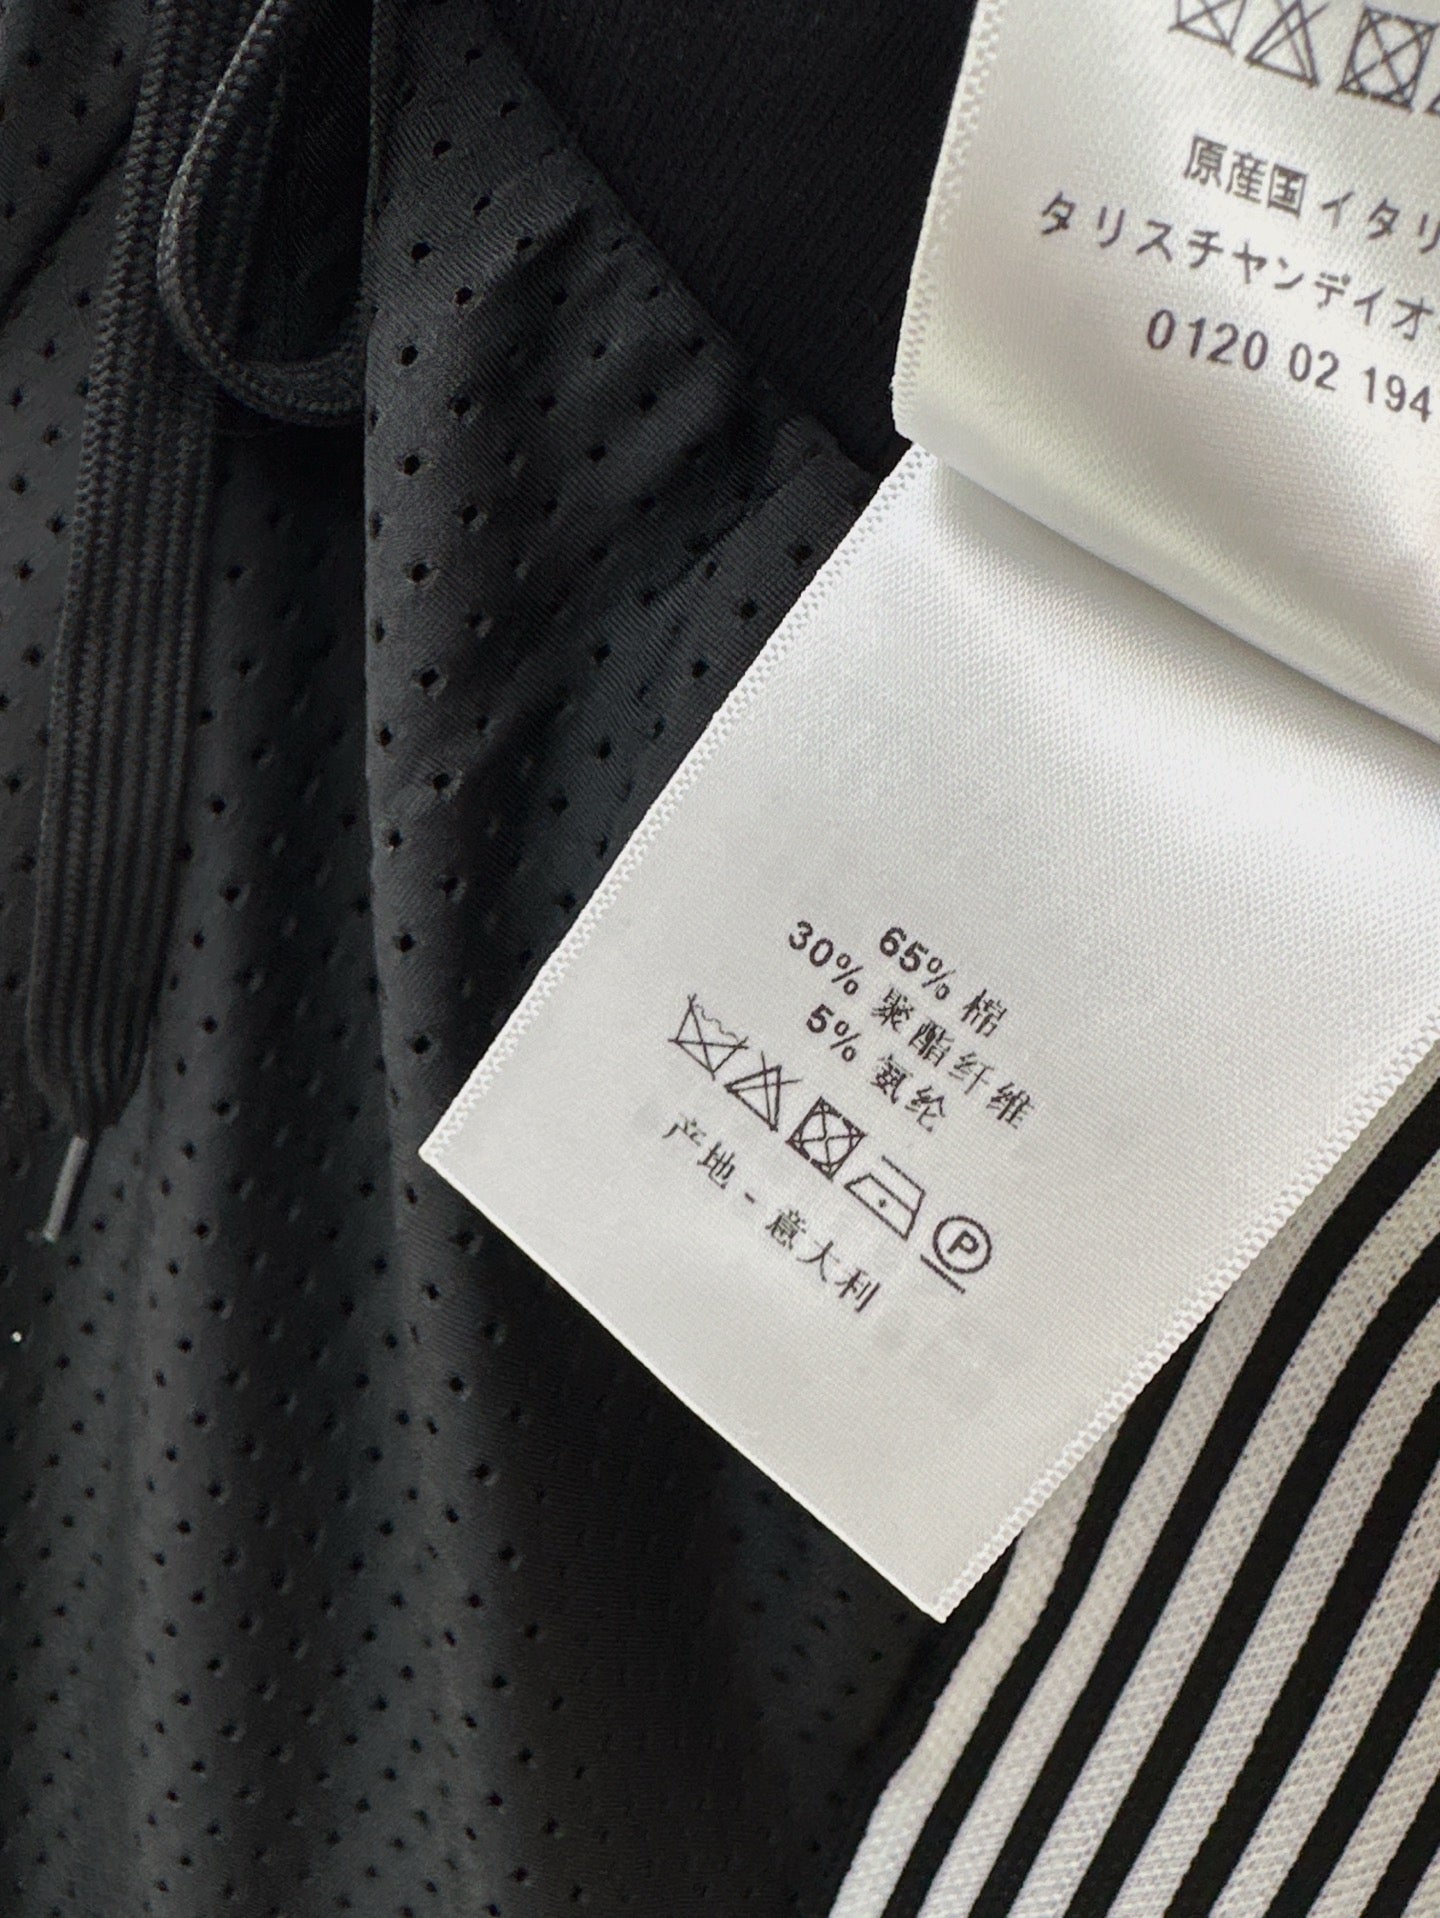 原産国 イタリ
タリスチャンディオ
0120 02 194
65% 棉
30% 聚酯纤维
5% 氨纶
P
产地 - 意大利